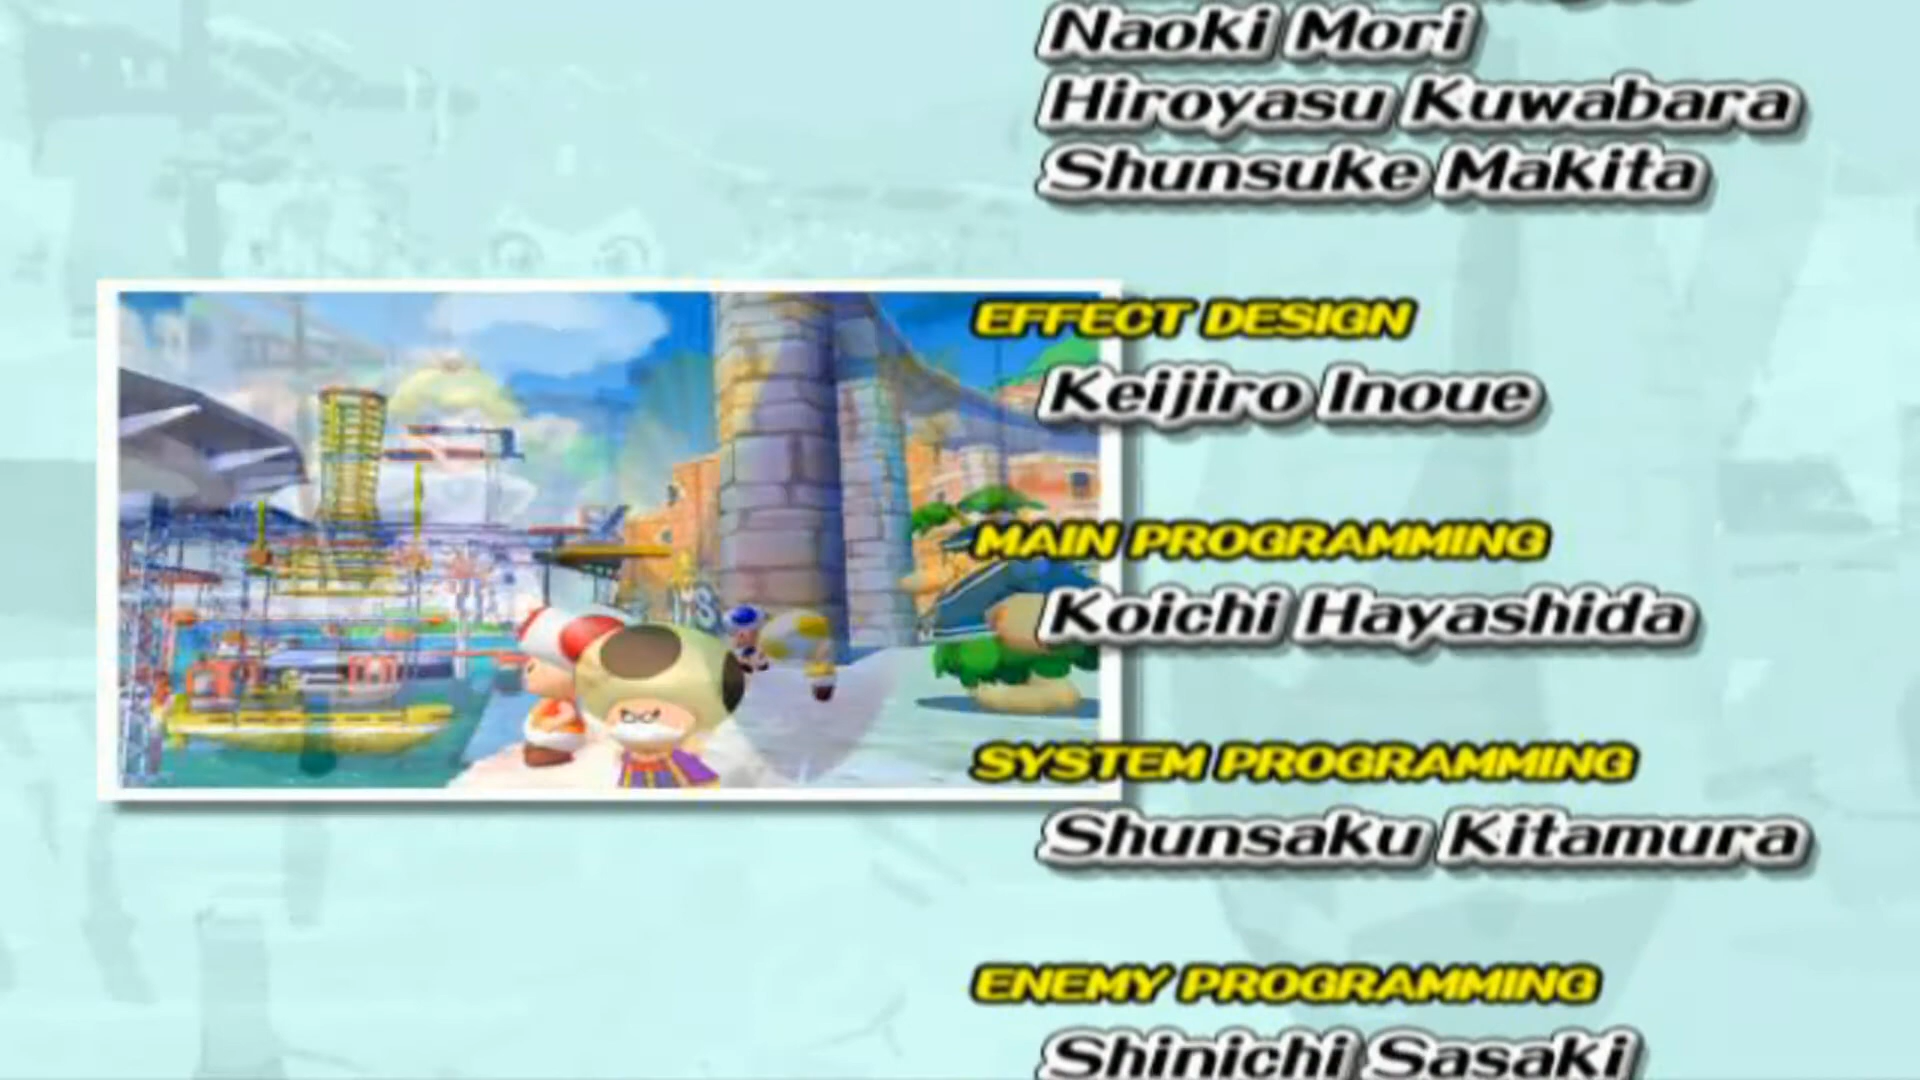 Naoki Mori
Hiroyasu Kuwabara
Shunsuke Makita
EFFECT DESIGN
Keijiro Inoue
MAIN PROGRAMMING
Koichi Hayashida
SYSTEM PROGRAMMING
Shunsaku Kitamura
ENEMY PROGRAMMING
Shinichi Sasaki